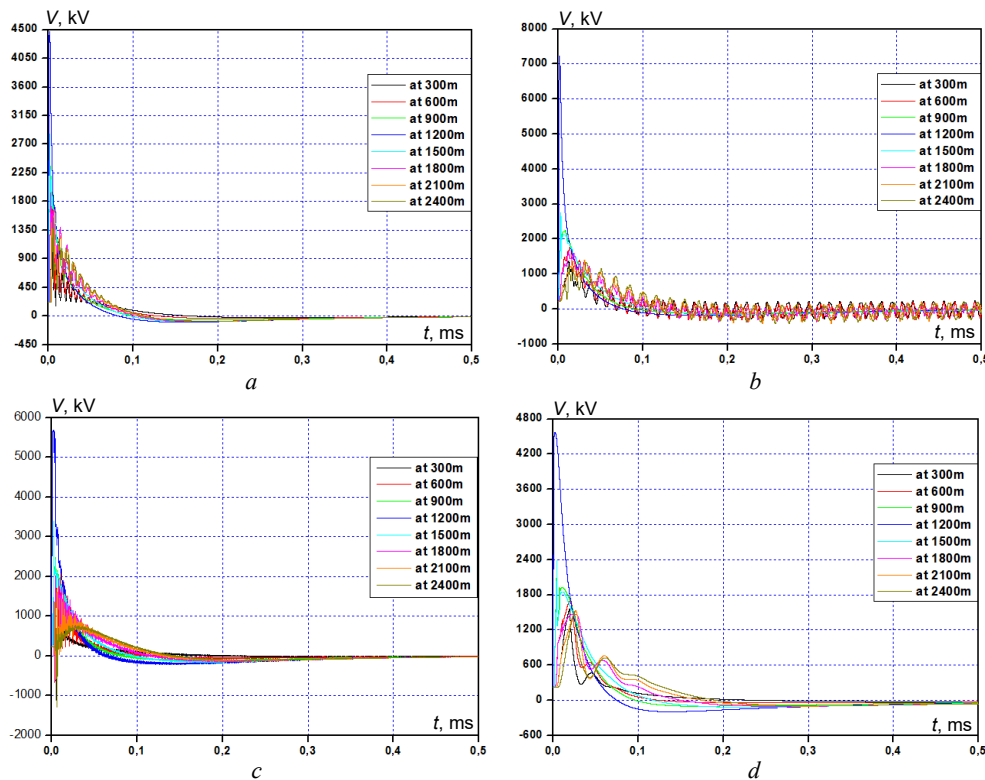 V, kV
4500
4050
3600
3150
2700
2250
1800
1350
900
450
0
-450
0,0 0,1 0,2 0,3 0,4 0,5
t, ms
at 300m
at 600m
at 900m
at 1200m
at 1500m
at 1800m
at 2100m
at 2400m
a
V, kV
8000
7000
6000
5000
4000
3000
2000
1000
0
-1000
0,0 0,1 0,2 0,3 0,4 0,5
t, ms
at 300m
at 600m
at 900m
at 1200m
at 1500m
at 1800m
at 2100m
at 2400m
b
V, kV
6000
5000
4000
3000
2000
1000
0
-1000
-2000
0,0 0,1 0,2 0,3 0,4 0,5
t, ms
at 300m
at 600m
at 900m
at 1200m
at 1500m
at 1800m
at 2100m
at 2400m
c
V, kV
4800
4200
3600
3000
2400
1800
1200
600
0
-600
0,0 0,1 0,2 0,3 0,4 0,5
t, ms
at 300m
at 600m
at 900m
at 1200m
at 1500m
at 1800m
at 2100m
at 2400m
d